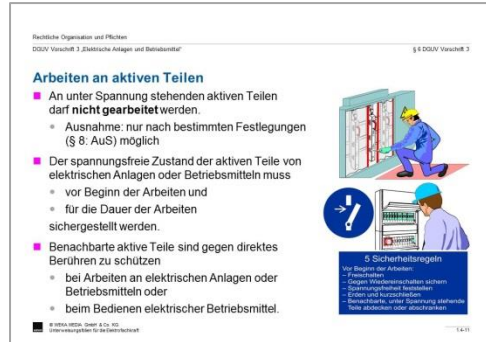 Rechtliche Organisation und Pflichten
DGUV Vorschrift 3 „Elektrische Anlagen und Betriebsmittel“
§ 6 DGUV Vorschrift 3
Arbeiten an aktiven Teilen
An unter Spannung stehenden aktiven Teilen
darf nicht gearbeitet werden.
Ausnahme: nur nach bestimmten Festlegungen
(§ 8: AuS) möglich
Der spannungsfreie Zustand der aktiven Teile von
elektrischen Anlagen oder Betriebsmitteln muss
vor Beginn der Arbeiten und
für die Dauer der Arbeiten
sichergestellt werden.
Benachbarte aktive Teile sind gegen direktes
Berühren zu schützen
bei Arbeiten an elektrischen Anlagen oder
Betriebsmitteln oder
beim Bedienen elektrischer Betriebsmittel.
5 Sicherheitsregeln
Vor Beginn der Arbeiten:
– Freischalten
– Gegen Wiedereinschalten sichern
– Spannungsfreiheit feststellen
– Erden und kurzschließen
– Benachbarte, unter Spannung stehende
Teile abdecken oder abschranken
© WEKA MEDIA GmbH & Co. KG
Unterweisungsfolien für die Elektrofachkraft
1.4-11